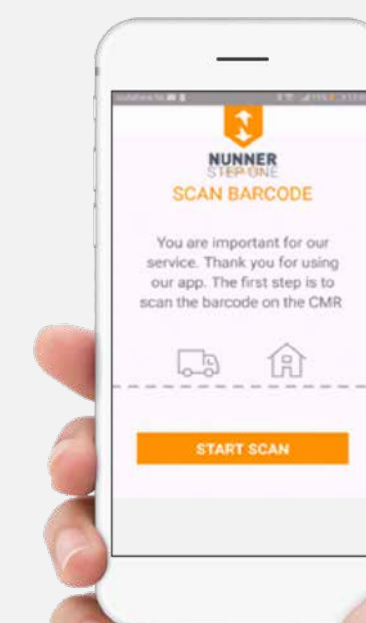 NUNNER
STEP ONE
SCAN BARCODE
You are important for our
service. Thank you for using
our app. The first step is to
scan the barcode on the CMR
START SCAN